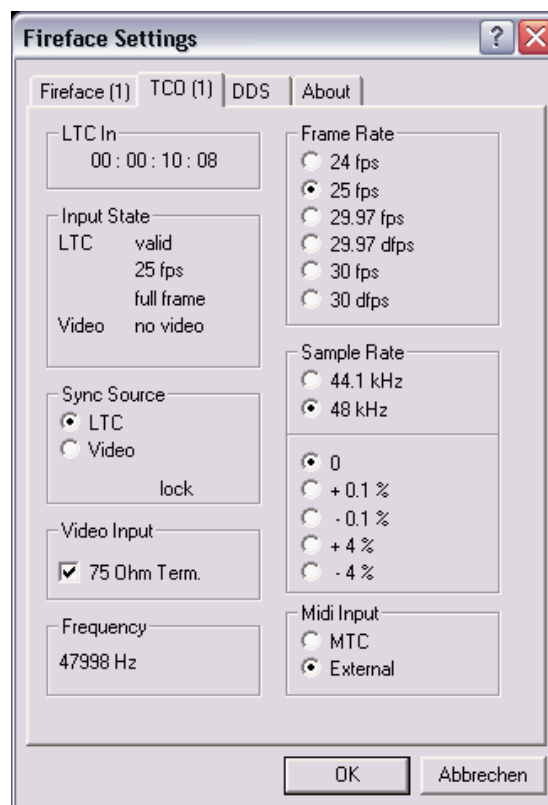 Fireface Settings
Fireface (1)
TCO (1)
DDS
About
LTC In
00 : 00 : 10 : 08
Input State
LTC valid
25 fps
full frame
Video no video
Sync Source
LTC
Video
lock
Video Input
75 Ohm Term.
Frequency
47998 Hz
Frame Rate
24 fps
25 fps
29.97 fps
29.97 dfps
30 fps
30 dfps
Sample Rate
44.1 kHz
48 kHz
0
+ 0.1 %
- 0.1 %
+ 4 %
- 4 %
Midi Input
MTC
External
OK
Abbrechen